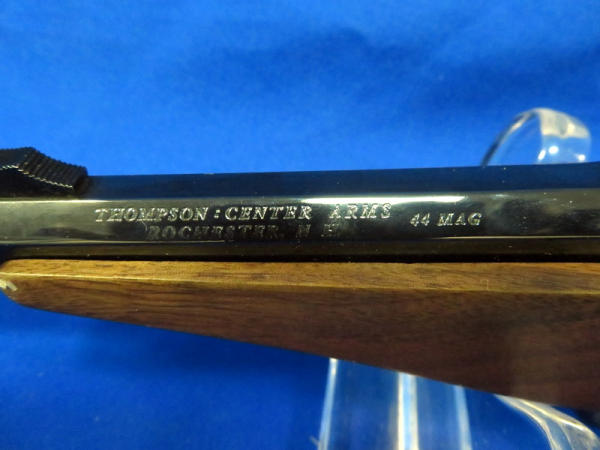 THOMPSON : CENTER ARMS 44 MAG
ROCHESTER, N. H.